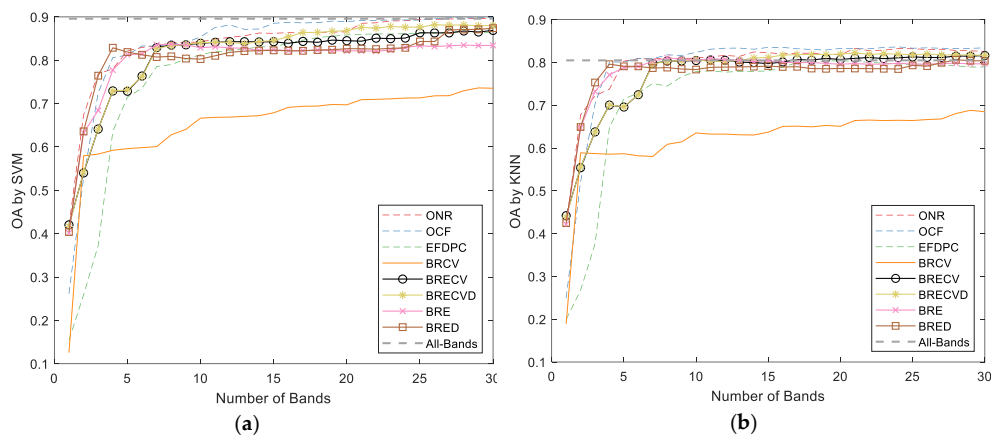 0.9
0.8
0.7
0.6
0.5
0.4
0.3
0.2
0.1
OA by SVM
0 5 10 15 20 25 30
Number of Bands
ONR
OCF
EFDPC
BRCV
BRECV
BRECVD
BRE
BRED
All-Bands
(a)
0.9
0.8
0.7
0.6
0.5
0.4
0.3
0.2
0.1
OA by KNN
0 5 10 15 20 25 30
Number of Bands
ONR
OCF
EFDPC
BRCV
BRECV
BRECVD
BRE
BRED
All-Bands
(b)